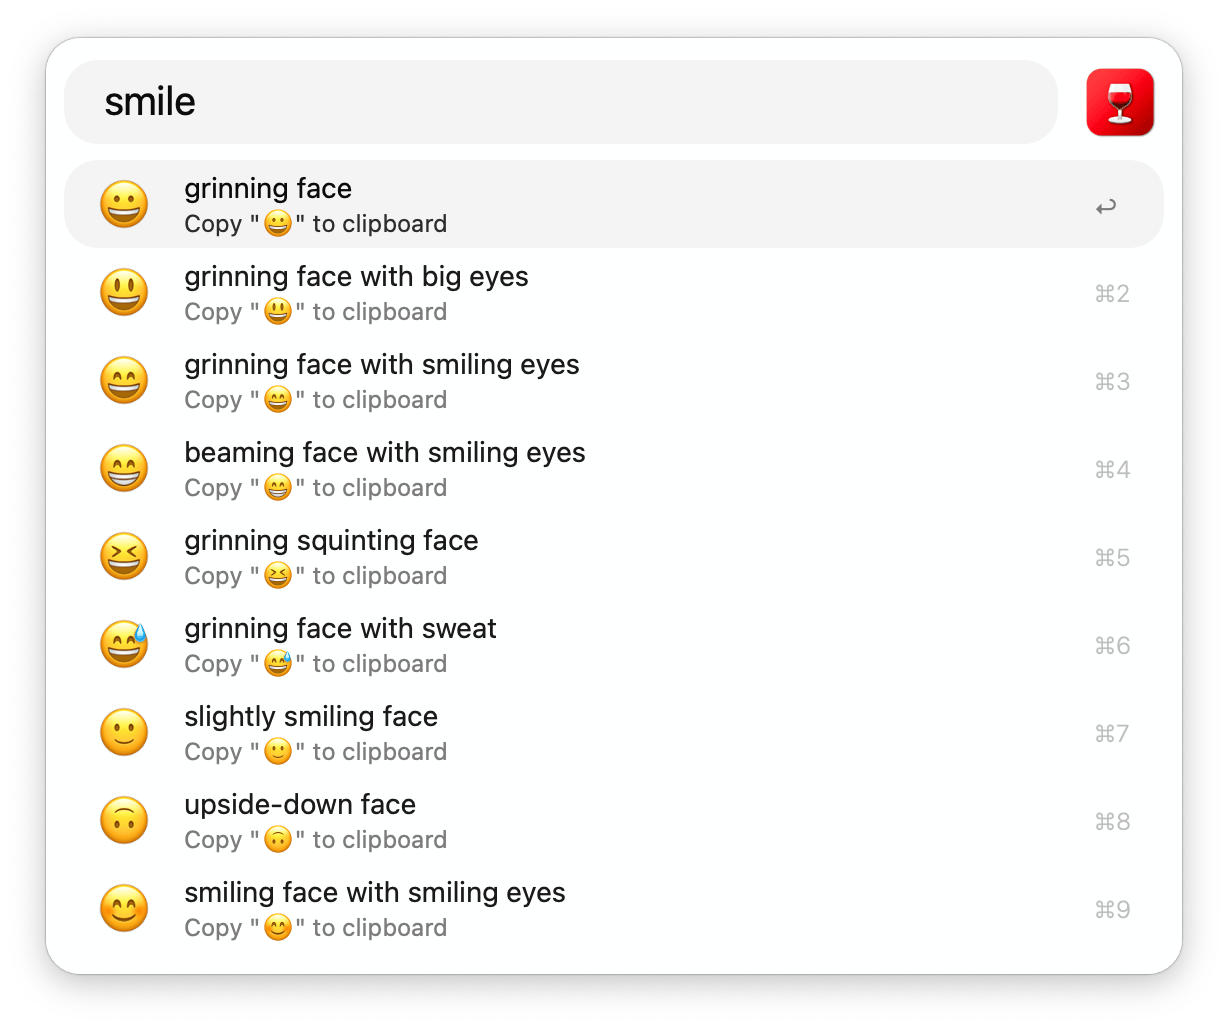 smile
grinning face
Copy "😀" to clipboard
↩
grinning face with big eyes
Copy "😃" to clipboard
⌘2
grinning face with smiling eyes
Copy "😄" to clipboard
⌘3
beaming face with smiling eyes
Copy "😁" to clipboard
⌘4
grinning squinting face
Copy "😆" to clipboard
⌘5
grinning face with sweat
Copy "😅" to clipboard
⌘6
slightly smiling face
Copy "🙂" to clipboard
⌘7
upside-down face
Copy "🙃" to clipboard
⌘8
smiling face with smiling eyes
Copy "😊" to clipboard
⌘9